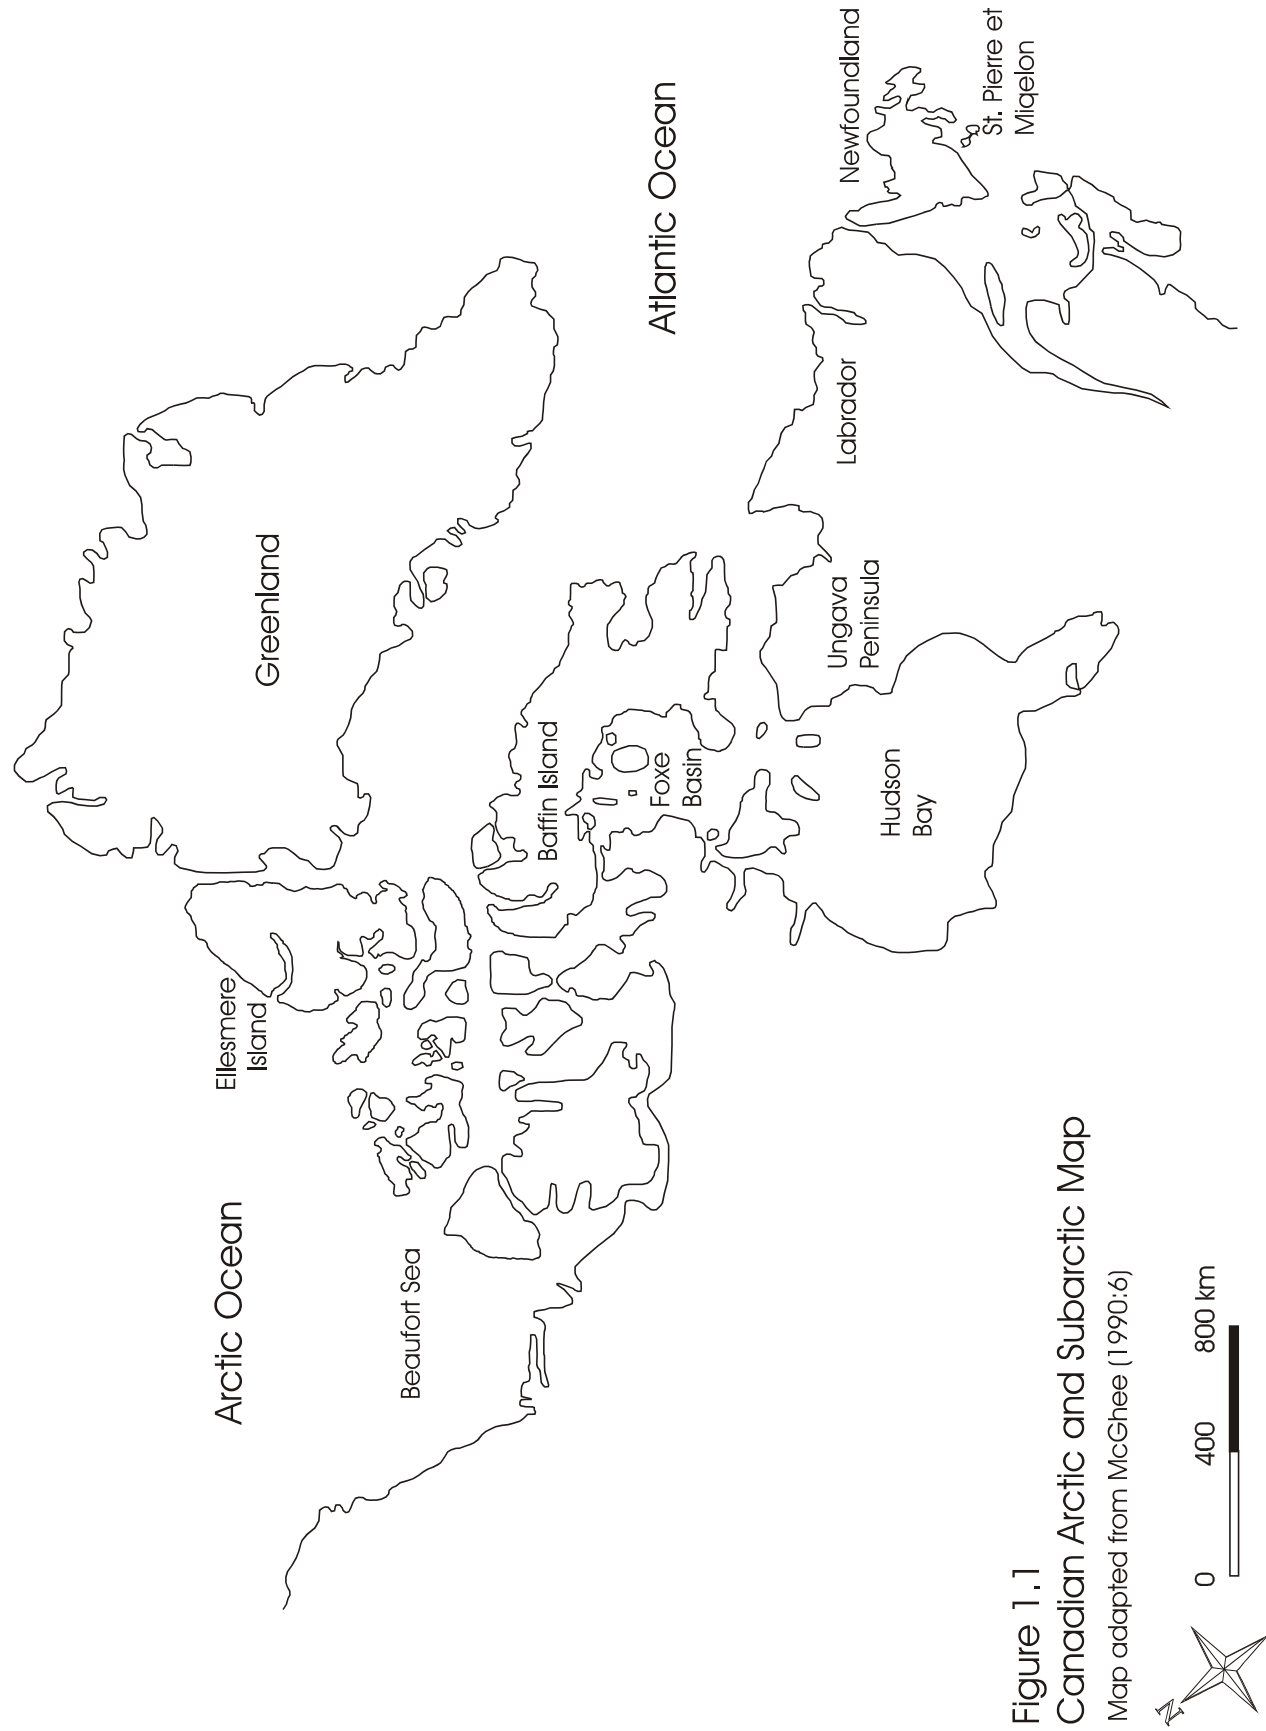 Arctic Ocean
Beaufort Sea
Ellesmere
Island
Greenland
Baffin Island
Foxe
Basin
Hudson
Bay
Ungava
Peninsula
Labrador
Atlantic Ocean
Newfoundland
St. Pierre et
Miqelon
Figure 1.1
Canadian Arctic and Subarctic Map
Map adapted from McGhee (1990:6)
0 400 800 km
N